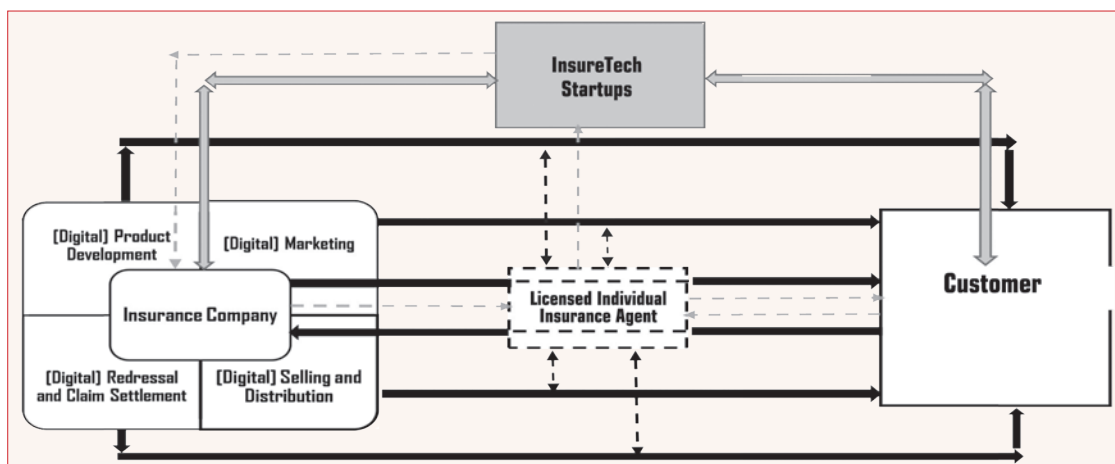 InsureTech
Startups
[Digital] Product
Development
[Digital] Marketing
Insurance Company
Licensed Individual
Insurance Agent
Customer
[Digital] Redressal
and Claim Settlement
[Digital] Selling and
Distribution